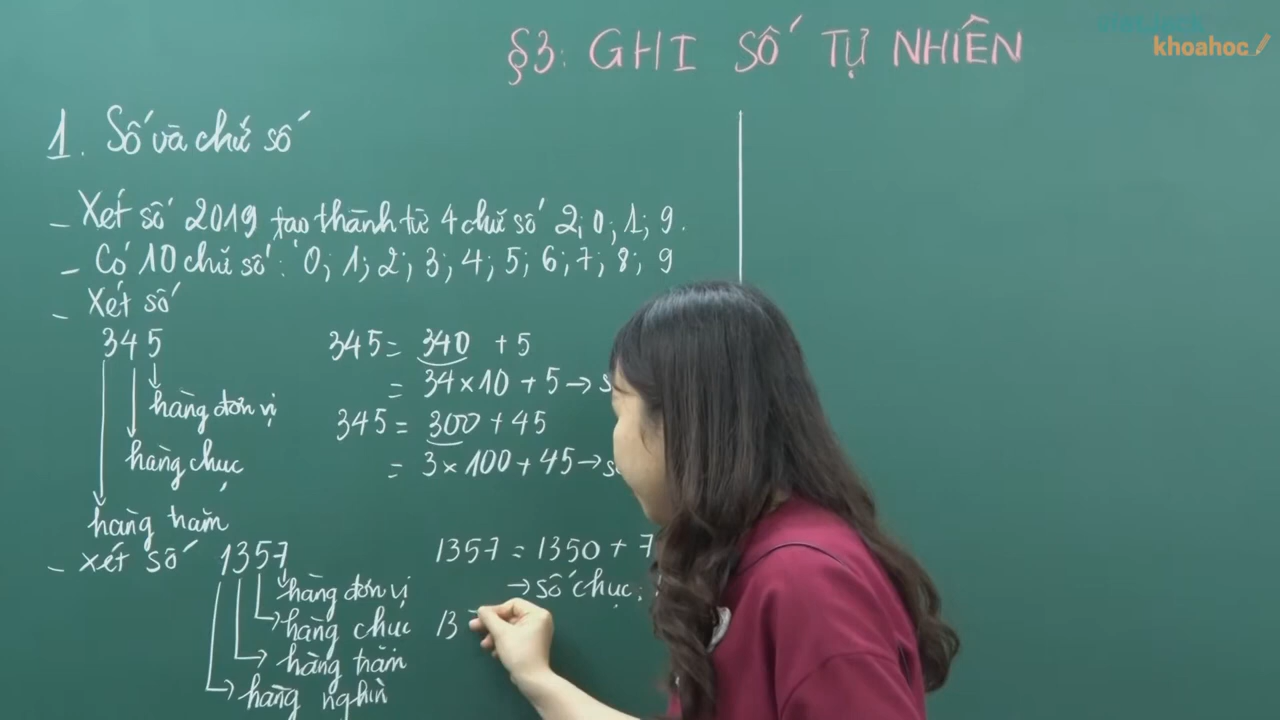 khoahoc
§3: GHI SỐ TỰ NHIÊN
1. Số và chữ số
- Xét số 2019 tạo thành từ 4 chữ số 2; 0; 1; 9.
- Có 10 chữ số: 0; 1; 2; 3; 4; 5; 6; 7; 8; 9
- Xét số
345
hàng đơn vị
hàng chục
hàng trăm
345 = 340 + 5
= 34 × 10 + 5 →
345 = 300 + 45
= 3 × 100 + 45 →
- xét số 1357
hàng đơn vị
hàng chục
hàng trăm
hàng nghìn
1357 = 1350 + 7
→ số chục:
13